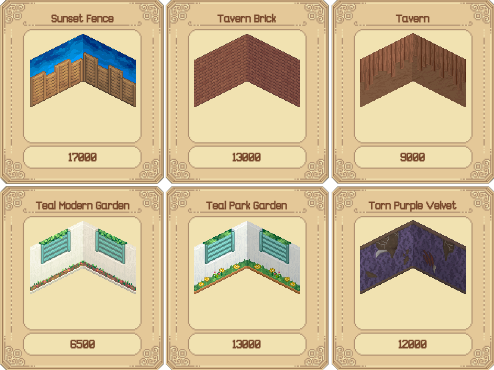 Sunset Fence
Tavern Brick
Tavern
17000
13000
9000
Teal Modern Garden
Teal Park Garden
Torn Purple Velvet
6500
13000
12000